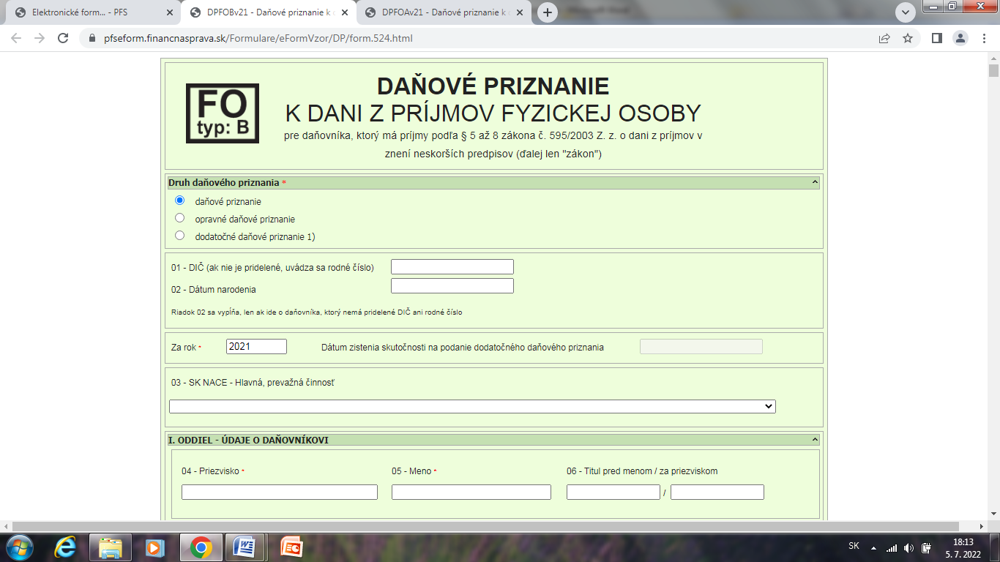 Elektronické form... - PFS
DPFOBv21 - Daňové priznanie k
DPFOAv21 - Daňové priznanie k
pfseform.financnasprava.sk/Formulare/eFormVzor/DP/form.524.html
FO
typ: B
DAŇOVÉ PRIZNANIE
K DANI Z PRÍJMOV FYZICKEJ OSOBY
pre daňovníka, ktorý má príjmy podľa § 5 až 8 zákona č. 595/2003 Z. z. o dani z príjmov v
znení neskorších predpisov (ďalej len "zákon")
Druh daňového priznania *
daňové priznanie
opravné daňové priznanie
dodatočné daňové priznanie 1)
01 - DIČ (ak nie je pridelené, uvádza sa rodné číslo)
02 - Dátum narodenia
Riadok 02 sa vypĺňa, len ak ide o daňovníka, ktorý nemá pridelené DIČ ani rodné číslo
Za rok * 2021 Dátum zistenia skutočnosti na podanie dodatočného daňového priznania
03 - SK NACE - Hlavná, prevažná činnosť
I. ODDIEL - ÚDAJE O DAŇOVNÍKOVI
04 - Priezvisko * 05 - Meno * 06 - Titul pred menom / za priezviskom
/
SK 18:13
5. 7. 2022